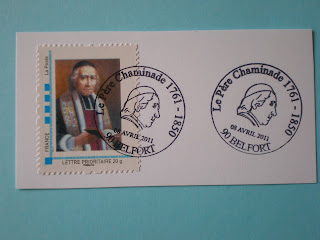 La Poste
FRANCE
LETTRE PRIORITAIRE 20 g
Le Père Chaminade 1761 - 1850
08 AVRIL 2011
90 BELFORT
Le Père Chaminade 1761 - 1850
08 AVRIL 2011
90 BELFORT